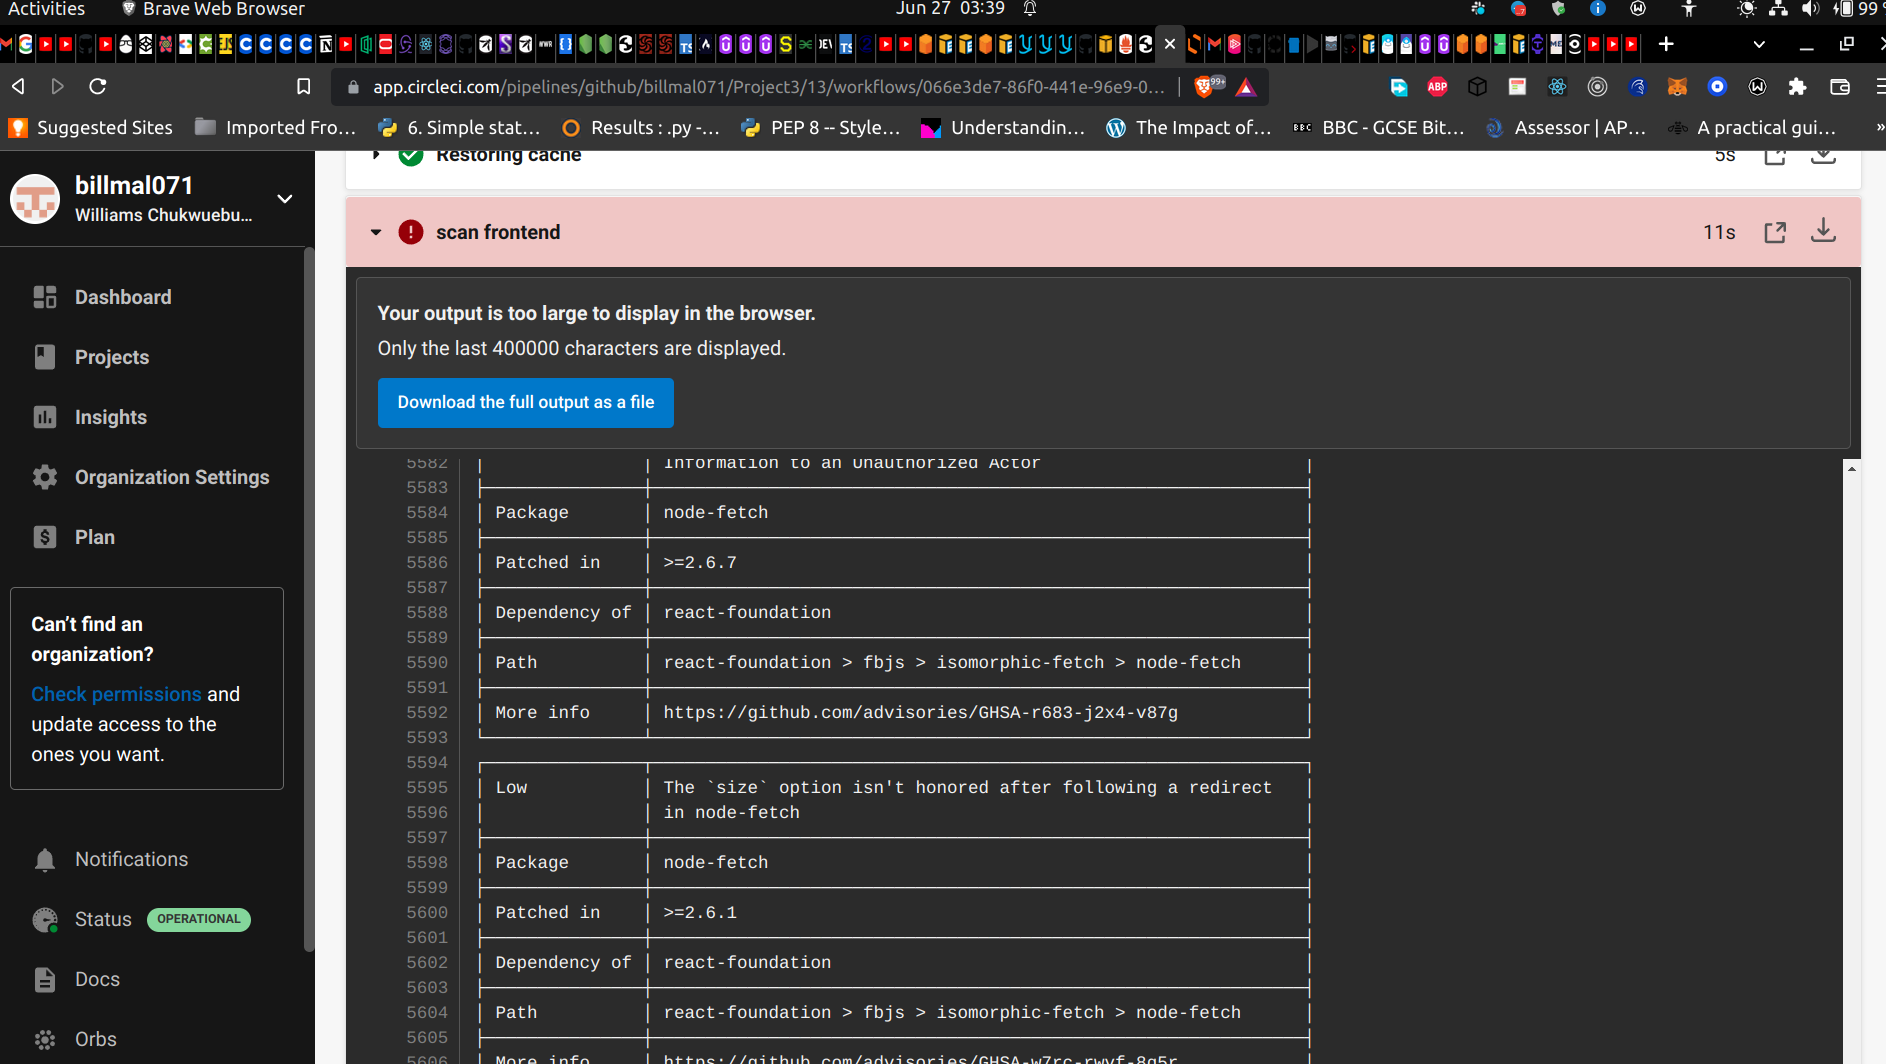 Activities
Brave Web Browser
Jun 27 03:39
99
app.circleci.com/pipelines/github/billmal071/Project3/13/workflows/066e3de7-86f0-441e-96e9-0...
99+
ABP
Suggested Sites
Imported Fro...
6. Simple stat...
Results : .py -...
PEP 8 -- Style...
Understandin...
The Impact of...
BBC
BBC - GCSE Bit...
Assessor | AP...
A practical gui...
»
billmal071
Williams Chukwuebu...
Dashboard
Projects
Insights
Organization Settings
Plan
Can't find an
organization?
Check permissions and
update access to the
ones you want.
Notifications
Status OPERATIONAL
Docs
Orbs
Restoring cache 5s
scan frontend 11s
Your output is too large to display in the browser.
Only the last 400000 characters are displayed.
Download the full output as a file
5582 Information to an Unauthorized Actor
5583
5584 Package node-fetch
5585
5586 Patched in >=2.6.7
5587
5588 Dependency of react-foundation
5589
5590 Path react-foundation > fbjs > isomorphic-fetch > node-fetch
5591
5592 More info https://github.com/advisories/GHSA-r683-j2x4-v87g
5593
5594
5595 Low The `size` option isn't honored after following a redirect
5596 in node-fetch
5597
5598 Package node-fetch
5599
5600 Patched in >=2.6.1
5601
5602 Dependency of react-foundation
5603
5604 Path react-foundation > fbjs > isomorphic-fetch > node-fetch
5605
5606 More info https://github.com/advisories/GHSA-w7rc-rwvf-8q5r